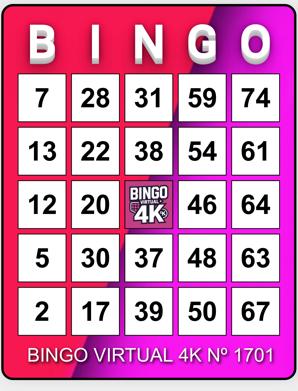 BINGO
7 28 31 59 74
13 22 38 54 61
12 20 BINGO VIRTUAL 4K 46 64
5 30 37 48 63
2 17 39 50 67
BINGO VIRTUAL 4K Nº 1701